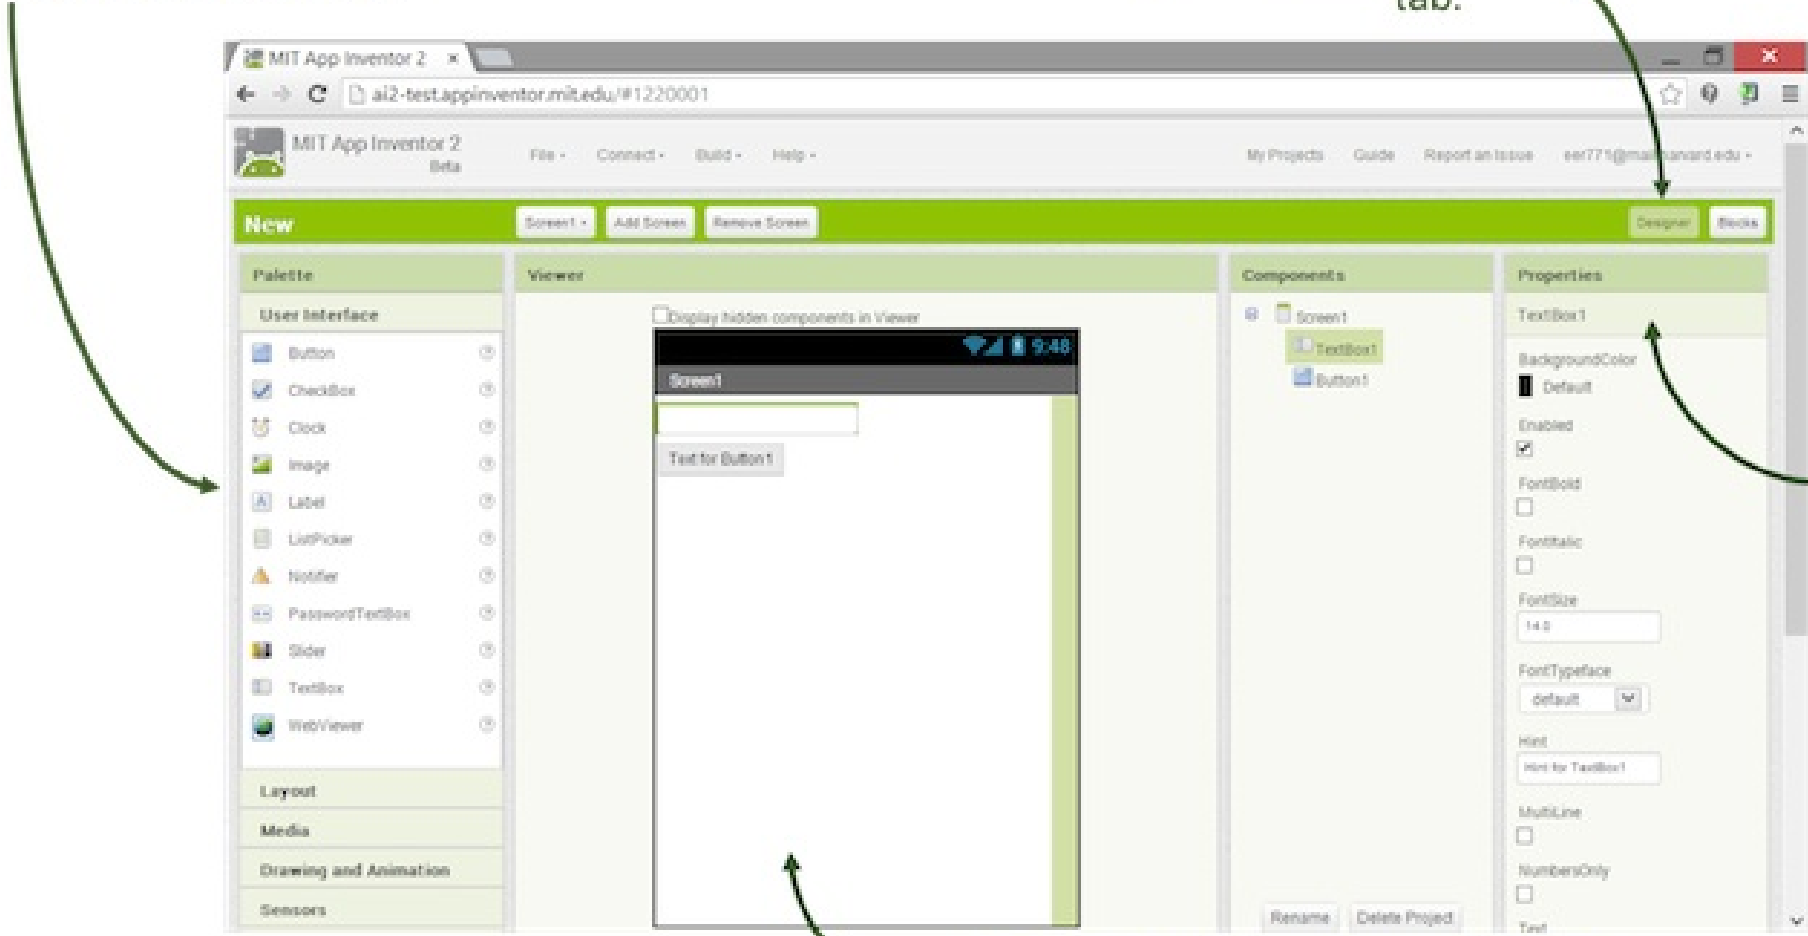 tab.
MIT App Inventor 2
ai2-test.appinventor.mit.edu/#1220001
MIT App Inventor 2
Beta
File
Connect
Build
Help
My Projects
Guide
Report an Issue
New
Screen1
Add Screen
Remove Screen
Designer
Blocks
Palette
User Interface
Button
CheckBox
Clock
Image
Label
ListPicker
Notifier
PasswordTextBox
Slider
TextBox
WebViewer
Layout
Media
Drawing and Animation
Sensors
Viewer
Display hidden components in Viewer
9:48
Screen1
Text for Button1
Components
Screen1
TextBox1
Button1
Rename
Delete Project
Properties
TextBox1
BackgroundColor
Default
Enabled
FontBold
FontItalic
FontSize
14.0
FontTypeface
default
Hint
Hint for TextBox1
MultiLine
NumbersOnly
Text